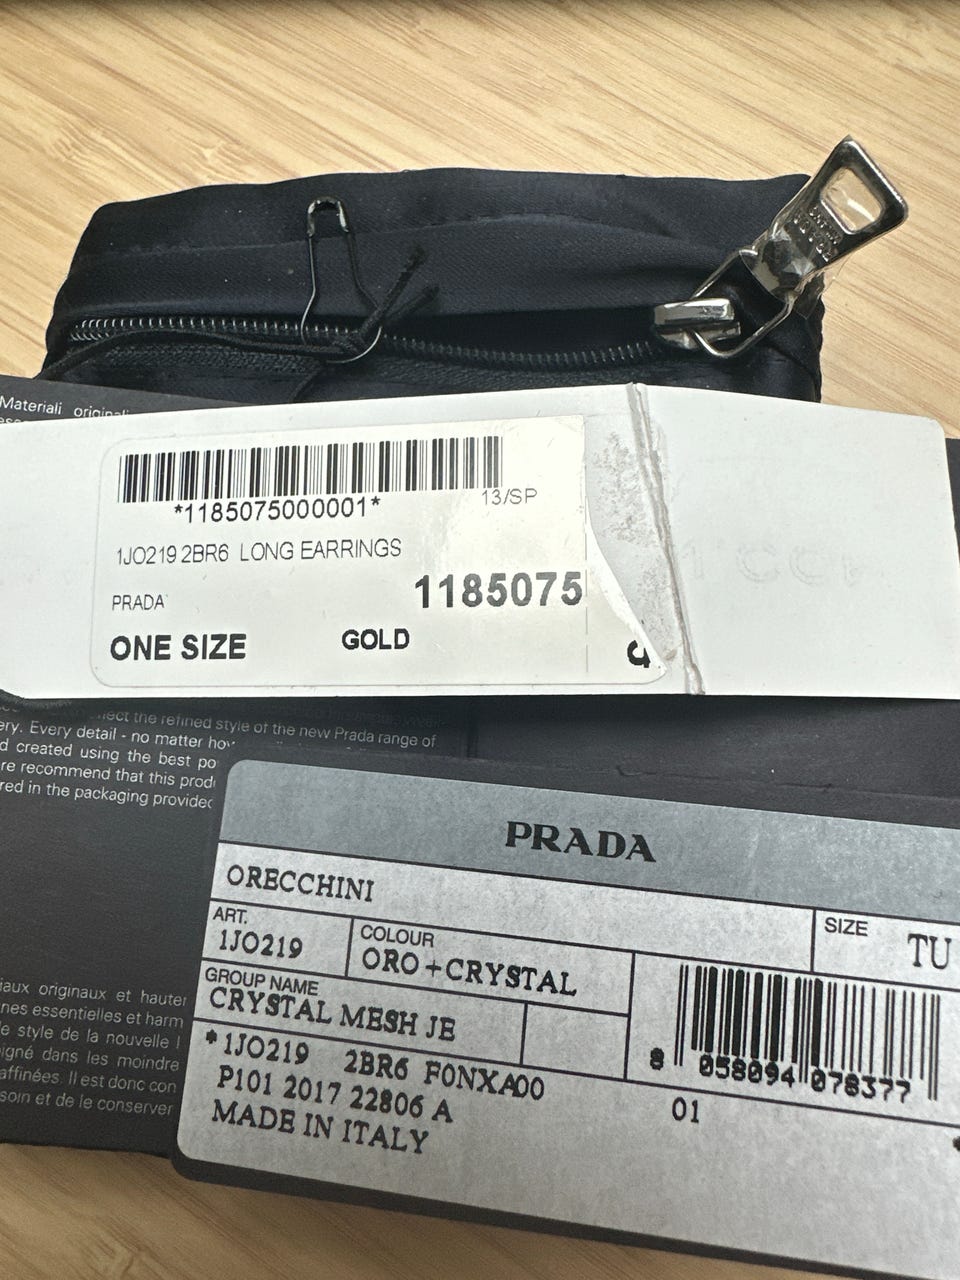 Materiali originali
*1185075000001*
13/SP
1JO219 2BR6 LONG EARRINGS
1185075
PRADA
ONE SIZE GOLD
the refined style of the new Prada range of
ery. Every detail - no matter how
d created using the best
re recommend that this
red in the packaging provided
PRADA
ORECCHINI
SIZE TU
ART.
1JO219
COLOUR
ORO+CRYSTAL
GROUP NAME
CRYSTAL MESH JE
*1JO219 2BR6 F0NXA00
P101 2017 22806 A
MADE IN ITALY
8 058094 078377
01
iaux originaux et hauter
nes essentielles et harm
le style de la nouvelle l
igné dans les moindre
affinées. Il est donc con
soin et de le conserver